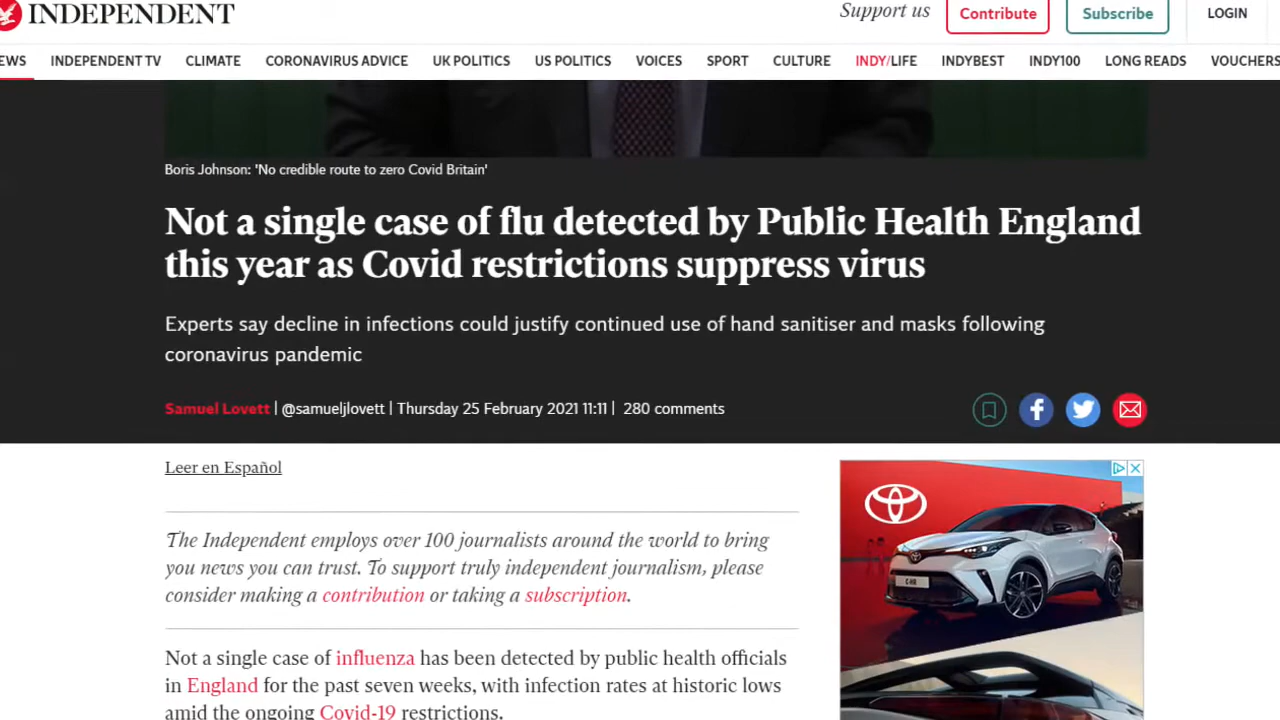 INDEPENDENT
Support us
Contribute
Subscribe
LOGIN
EWS INDEPENDENT TV CLIMATE CORONAVIRUS ADVICE UK POLITICS US POLITICS VOICES SPORT CULTURE INDY/LIFE INDYBEST INDY100 LONG READS VOUCHERS
Boris Johnson: 'No credible route to zero Covid Britain'
Not a single case of flu detected by Public Health England
this year as Covid restrictions suppress virus
Experts say decline in infections could justify continued use of hand sanitiser and masks following
coronavirus pandemic
Samuel Lovett | @samueljlovett | Thursday 25 February 2021 11:11 | 280 comments
Leer en Español
The Independent employs over 100 journalists around the world to bring
you news you can trust. To support truly independent journalism, please
consider making a contribution or taking a subscription.
Not a single case of influenza has been detected by public health officials
in England for the past seven weeks, with infection rates at historic lows
amid the ongoing Covid-19 restrictions.
C-HR